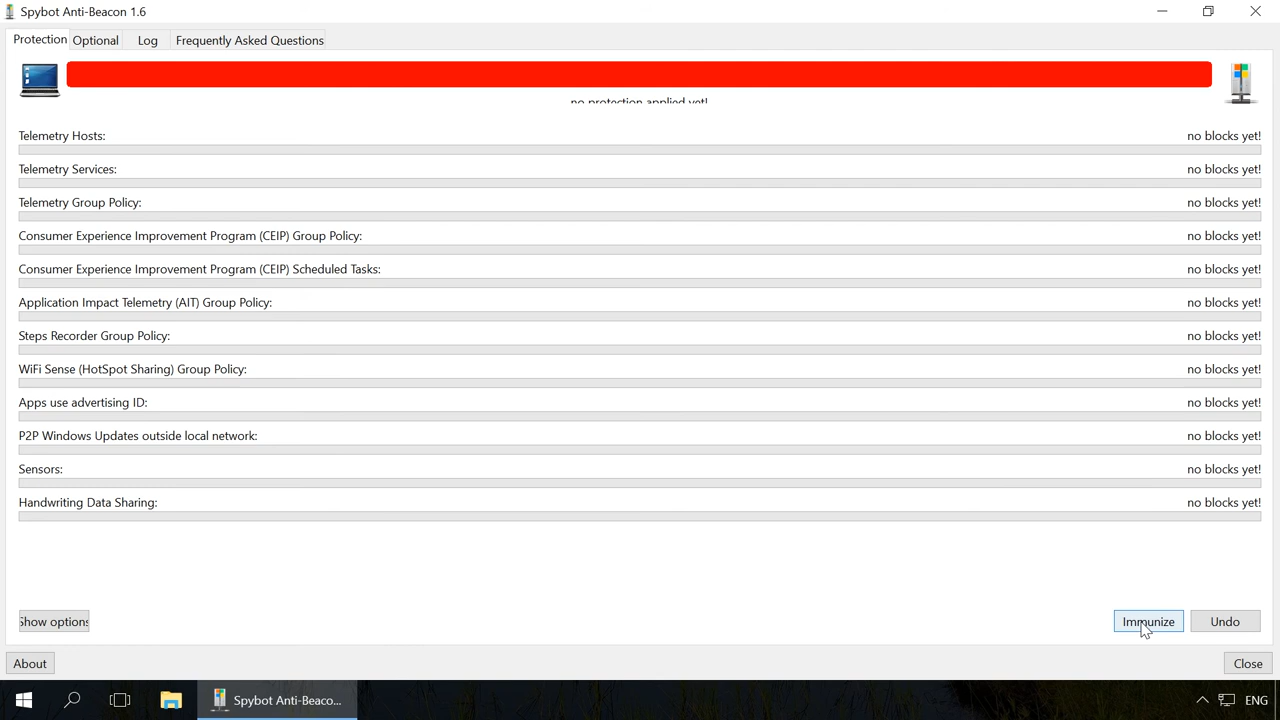 Spybot Anti-Beacon 1.6
Protection Optional Log Frequently Asked Questions
no protection applied yet!
Telemetry Hosts: no blocks yet!
Telemetry Services: no blocks yet!
Telemetry Group Policy: no blocks yet!
Consumer Experience Improvement Program (CEIP) Group Policy: no blocks yet!
Consumer Experience Improvement Program (CEIP) Scheduled Tasks: no blocks yet!
Application Impact Telemetry (AIT) Group Policy: no blocks yet!
Steps Recorder Group Policy: no blocks yet!
WiFi Sense (HotSpot Sharing) Group Policy: no blocks yet!
Apps use advertising ID: no blocks yet!
P2P Windows Updates outside local network: no blocks yet!
Sensors: no blocks yet!
Handwriting Data Sharing: no blocks yet!
Show options Immunize Undo
About Close
Spybot Anti-Beaco... ENG